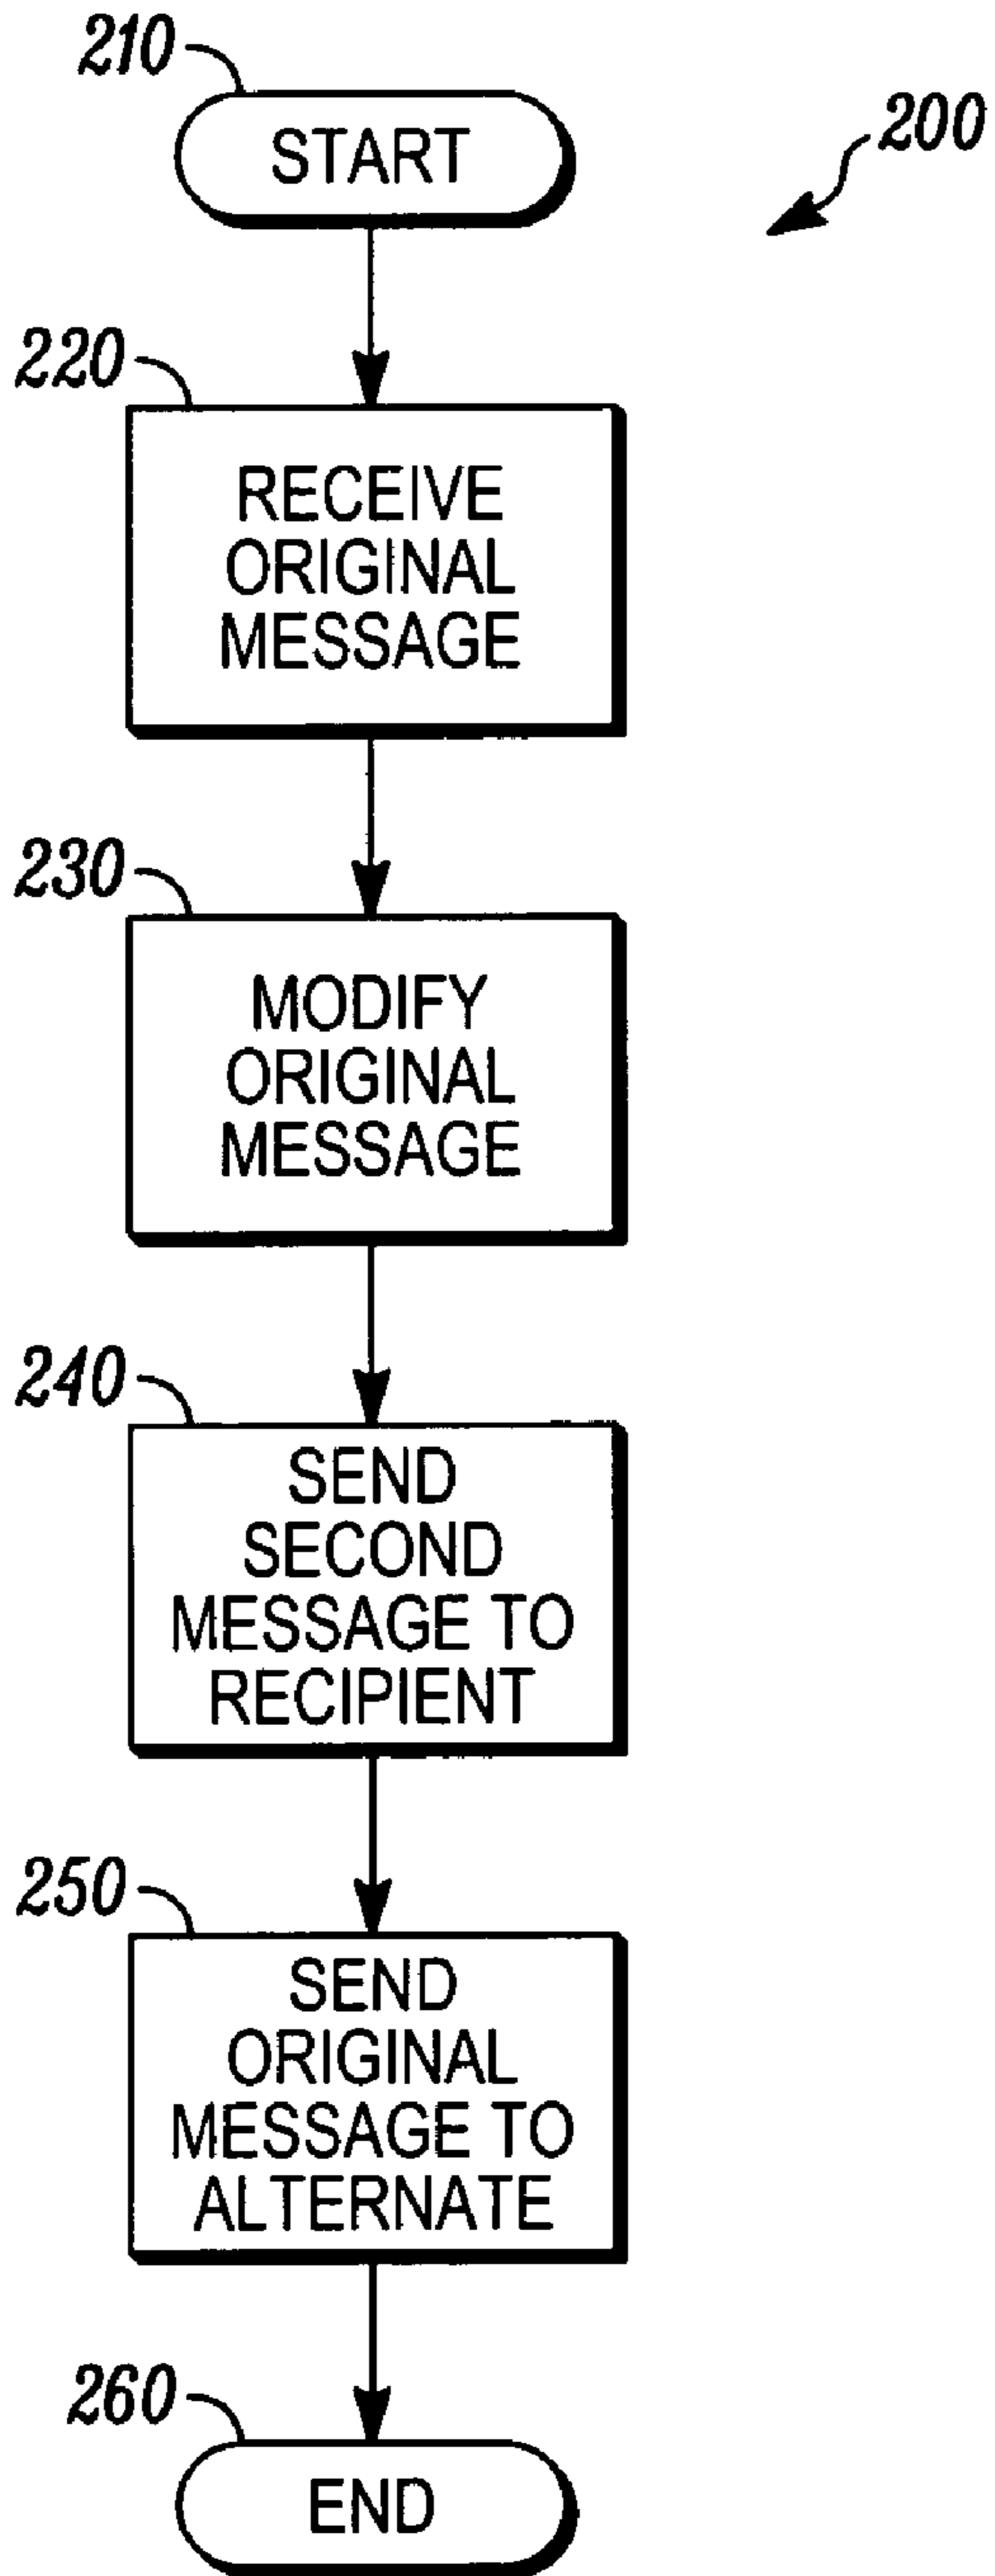 210
START
200
220
RECEIVE
ORIGINAL
MESSAGE
230
MODIFY
ORIGINAL
MESSAGE
240
SEND
SECOND
MESSAGE TO
RECIPIENT
250
SEND
ORIGINAL
MESSAGE TO
ALTERNATE
260
END